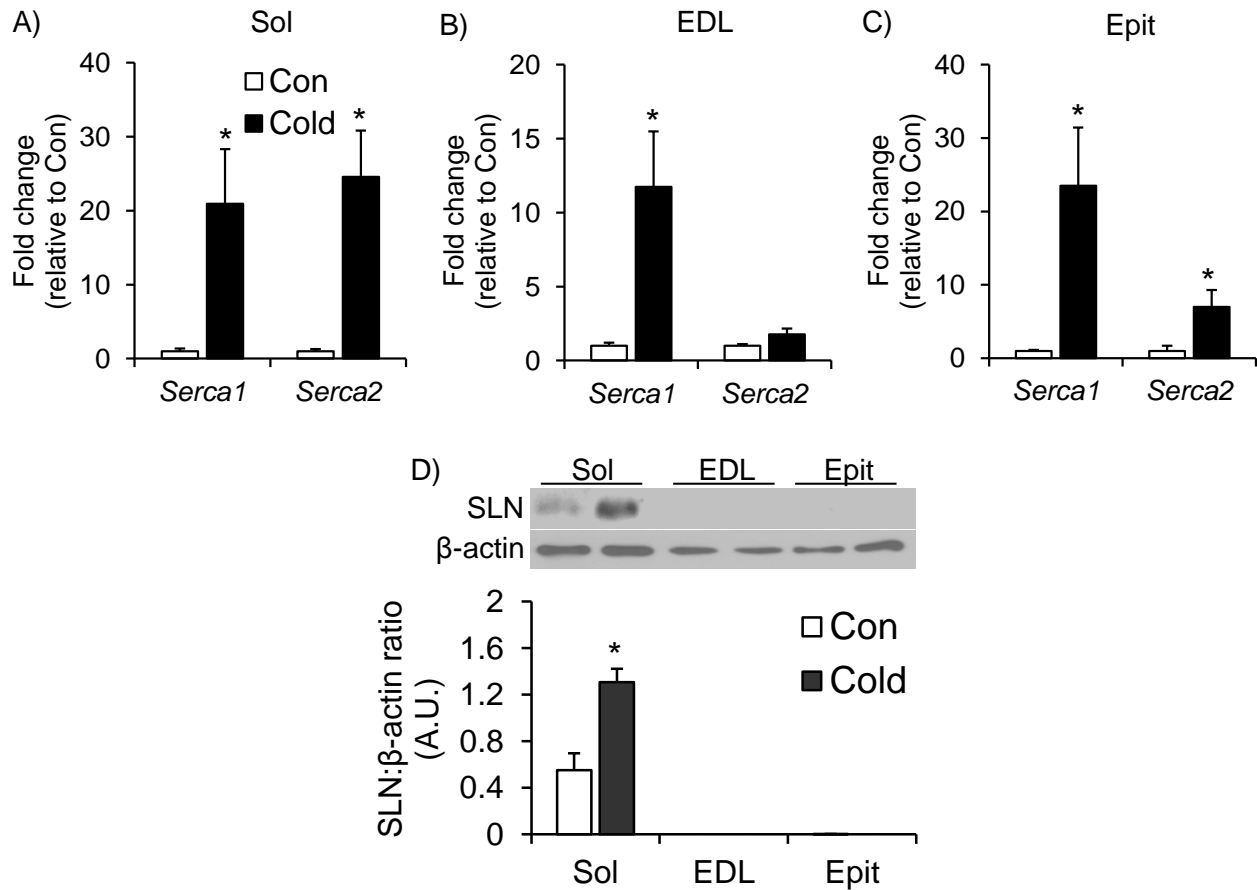 A)
Sol
Fold change
(relative to Con)
40
30
20
10
0
Con
Cold
*
*
Serca1
Serca2
B)
EDL
Fold change
(relative to Con)
20
15
10
5
0
*
Serca1
Serca2
C)
Epit
Fold change
(relative to Con)
40
30
20
10
0
*
*
Serca1
Serca2
D)
Sol EDL Epit
SLN
β-actin
SLN:β-actin ratio
(A.U.)
2
1.6
1.2
0.8
0.4
0
*
Con
Cold
Sol EDL Epit